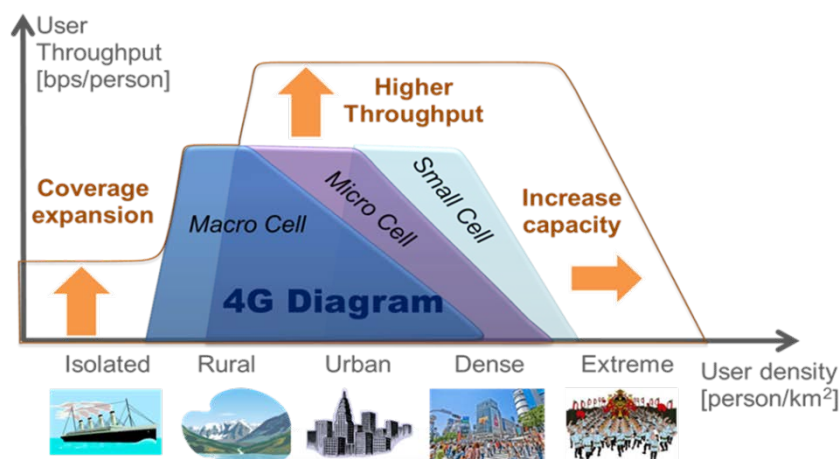 User
Throughput
[bps/person]
Higher
Throughput
Coverage
expansion
Macro Cell
Micro Cell
Small Cell
Increase
capacity
4G Diagram
Isolated
Rural
Urban
Dense
Extreme
User density
[person/km²]